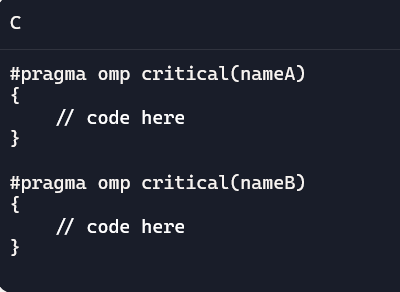 C
#pragma omp critical(nameA)
{
    // code here
}
#pragma omp critical(nameB)
{
    // code here
}